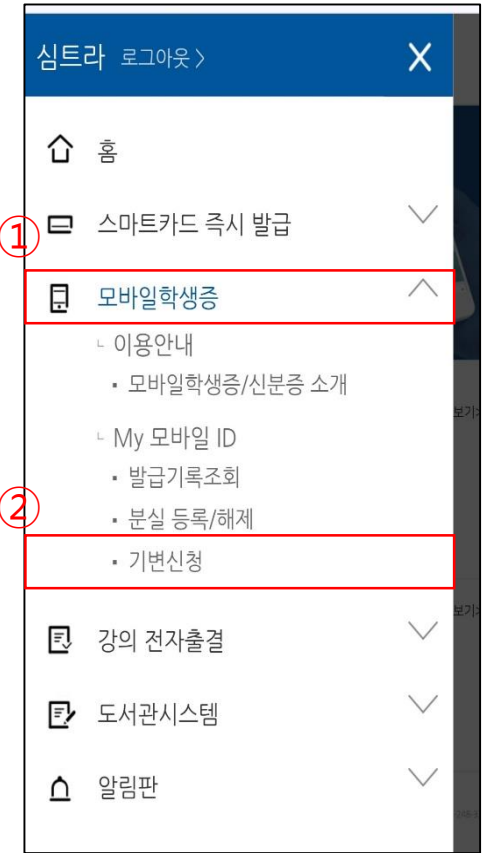 심트라 로그아웃 > X
홈
스마트카드 즉시 발급
①
모바일학생증
ㄴ 이용안내
▪ 모바일학생증/신분증 소개
보기>
ㄴ My 모바일 ID
▪ 발급기록조회
②
▪ 분실 등록/해제
▪ 기변신청
보기>
강의 전자출결
도서관시스템
알림판